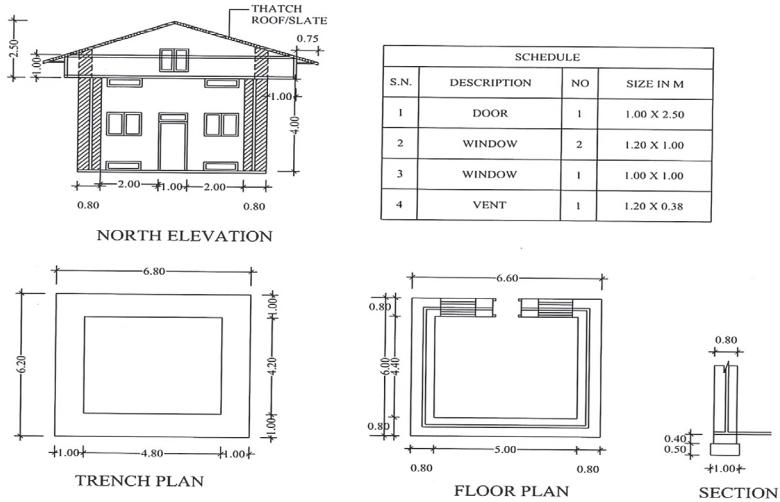 THATCH
ROOF/SLATE
0.75
2.50
1.00
1.00
4.00
2.00
1.00
2.00
0.80
0.80
NORTH ELEVATION
SCHEDULE
S.N. DESCRIPTION NO SIZE IN M
1 DOOR 1 1.00 X 2.50
2 WINDOW 2 1.20 X 1.00
3 WINDOW 1 1.00 X 1.00
4 VENT 1 1.20 X 0.38
6.80
6.20
1.00
4.20
1.00
1.00 4.80 1.00
TRENCH PLAN
6.60
0.80
6.00
4.40
0.80
5.00
0.80 0.80
FLOOR PLAN
0.80
0.40
0.50
1.00
SECTION